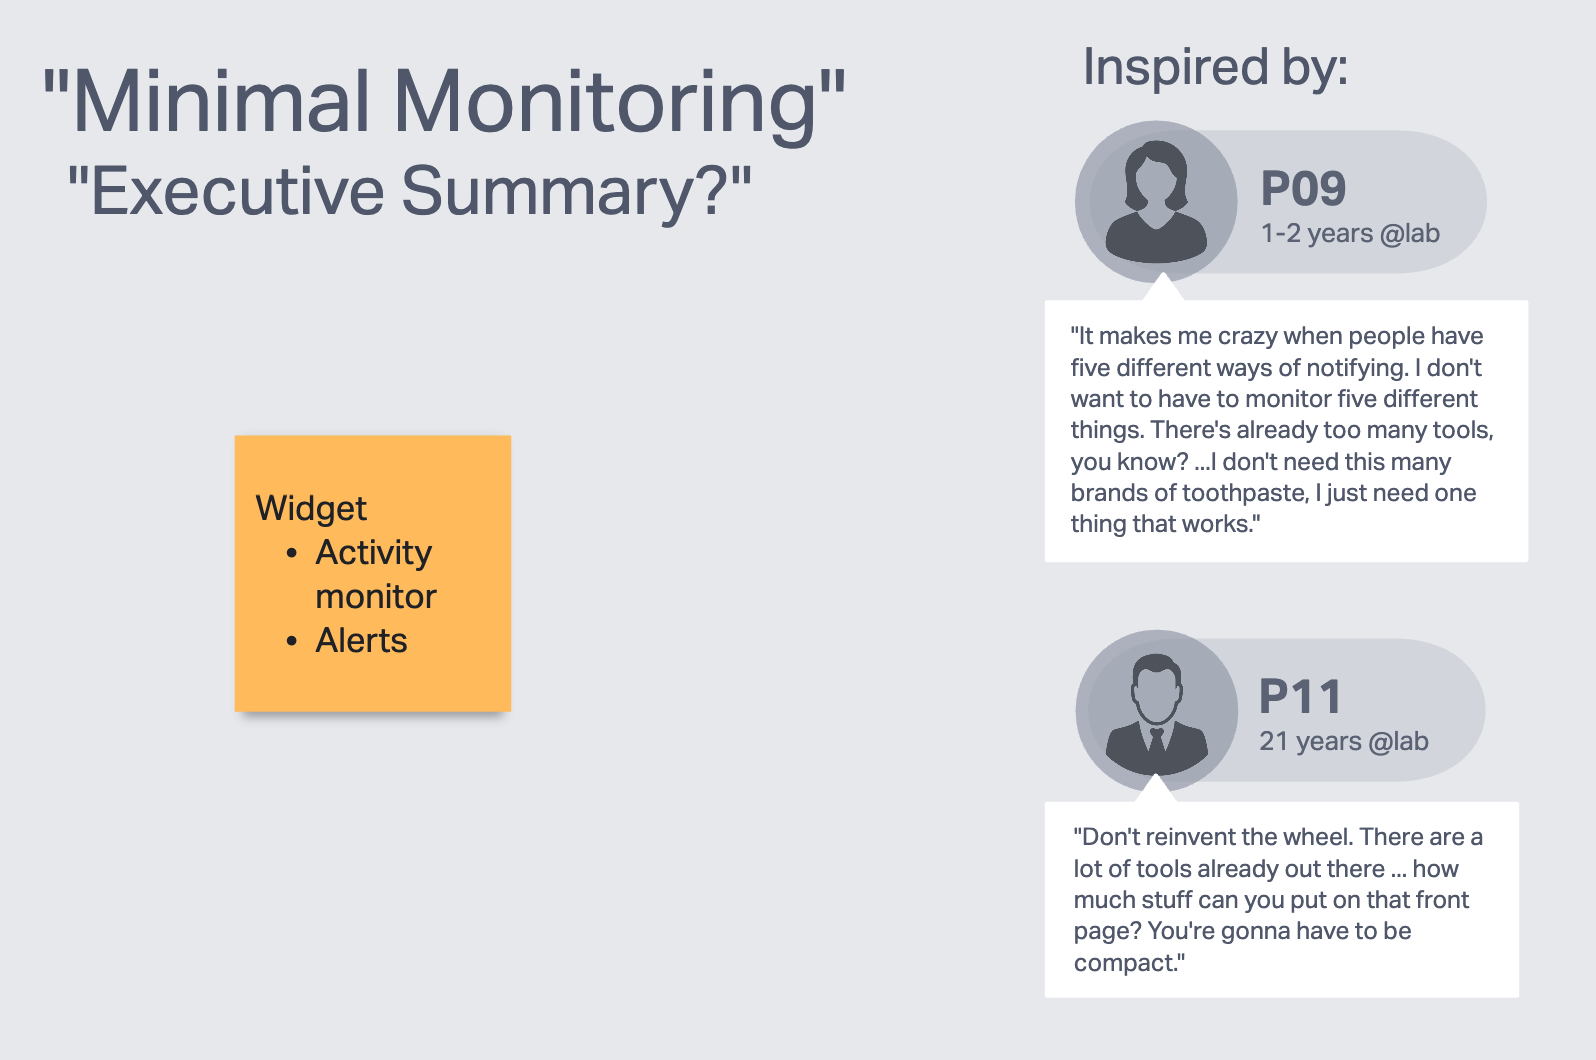 "Minimal Monitoring"
"Executive Summary?"
Widget
• Activity
monitor
• Alerts
Inspired by:
P09
1-2 years @lab
"It makes me crazy when people have
five different ways of notifying. I don't
want to have to monitor five different
things. There's already too many tools,
you know? ...I don't need this many
brands of toothpaste, I just need one
thing that works."
P11
21 years @lab
"Don't reinvent the wheel. There are a
lot of tools already out there ... how
much stuff can you put on that front
page? You're gonna have to be
compact."